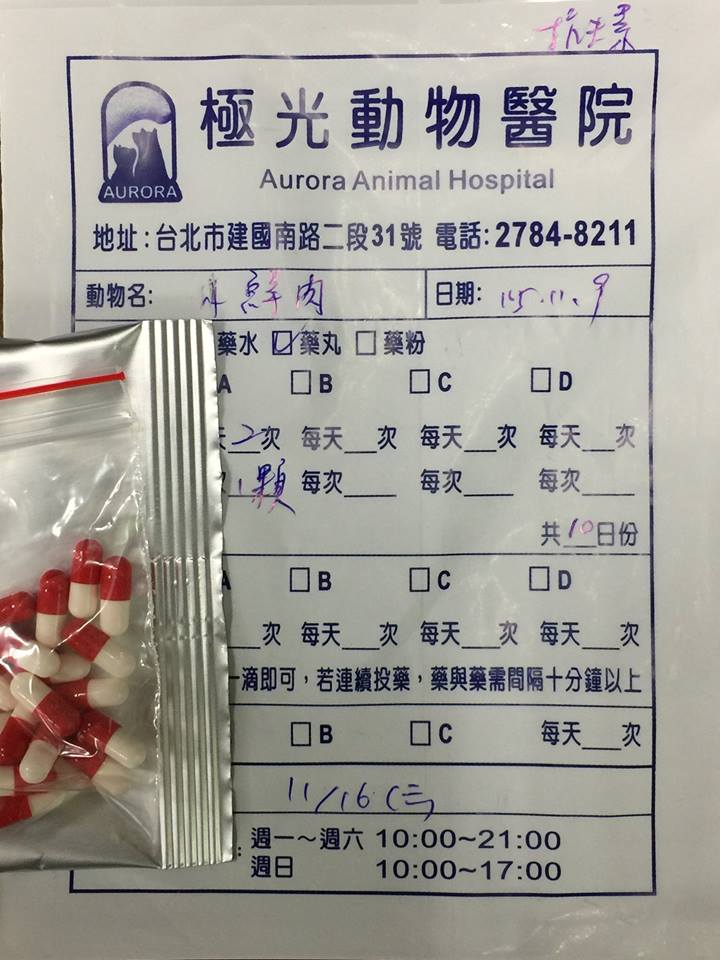 抗生素
極光動物醫院
AURORA
Aurora Animal Hospital
地址:台北市建國南路二段31號 電話:2784-8211
動物名: 小鮮肉 日期: 105.11.9
藥水 ☑藥丸 □藥粉
A □B □C □D
天2次 每天__次 每天__次 每天__次
次1顆 每次__ 每次__ 每次__
共10日份
A □B □C □D
__次 每天__次 每天__次 每天__次
一滴即可,若連續投藥,藥與藥需間隔十分鐘以上
□B □C 每天__次
11/16 (三)
: 週一~週六 10:00~21:00
週日 10:00~17:00